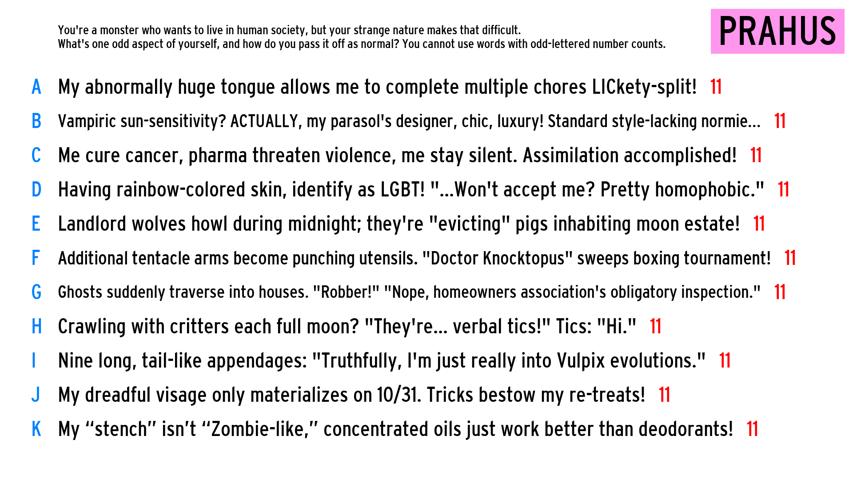 You're a monster who wants to live in human society, but your strange nature makes that difficult.
What's one odd aspect of yourself, and how do you pass it off as normal? You cannot use words with odd-lettered number counts.
PRAHUS
A My abnormally huge tongue allows me to complete multiple chores LICkety-split! 11
B Vampiric sun-sensitivity? ACTUALLY, my parasol's designer, chic, luxury! Standard style-lacking normie... 11
C Me cure cancer, pharma threaten violence, me stay silent. Assimilation accomplished! 11
D Having rainbow-colored skin, identify as LGBT! "...Won't accept me? Pretty homophobic." 11
E Landlord wolves howl during midnight; they're "evicting" pigs inhabiting moon estate! 11
F Additional tentacle arms become punching utensils. "Doctor Knocktopus" sweeps boxing tournament! 11
G Ghosts suddenly traverse into houses. "Robber!" "Nope, homeowners association's obligatory inspection." 11
H Crawling with critters each full moon? "They're... verbal tics!" Tics: "Hi." 11
I Nine long, tail-like appendages: "Truthfully, I'm just really into Vulpix evolutions." 11
J My dreadful visage only materializes on 10/31. Tricks bestow my re-treats! 11
K My “stench” isn’t “Zombie-like,” concentrated oils just work better than deodorants! 11